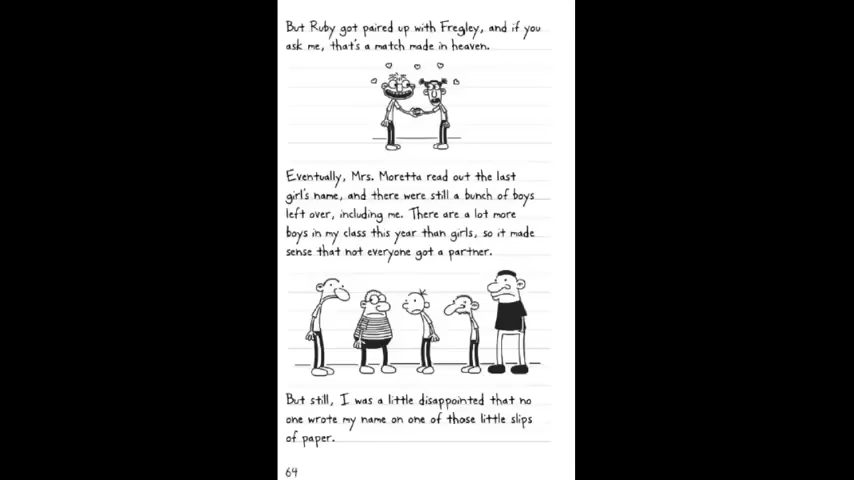 But Ruby got paired up with Fregley, and if you
ask me, that's a match made in heaven.
Eventually, Mrs. Moretta read out the last
girl's name, and there were still a bunch of boys
left over, including me. There are a lot more
boys in my class this year than girls, so it made
sense that not everyone got a partner.
But still, I was a little disappointed that no
one wrote my name on one of those little slips
of paper.
64